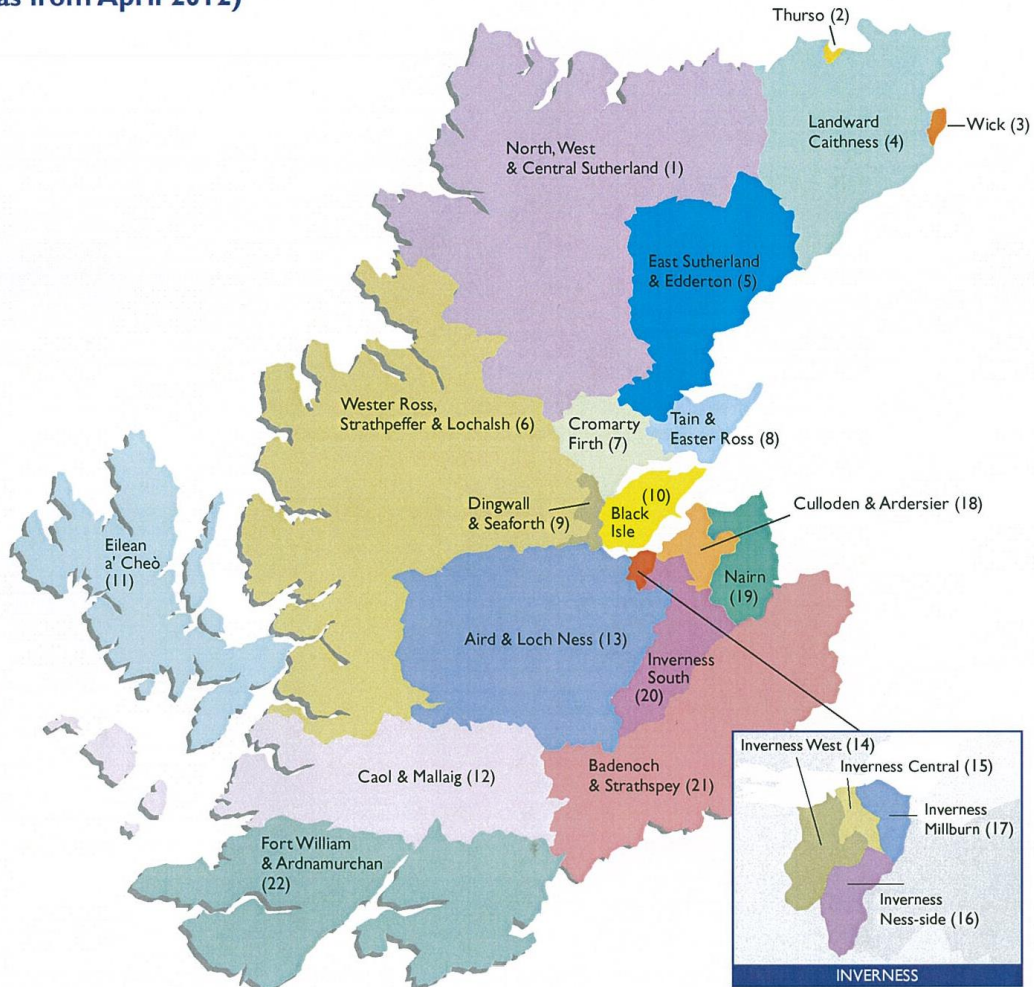 as from April 2012)
Thurso (2)
Landward
Caithness (4)
Wick (3)
North, West
& Central Sutherland (1)
East Sutherland
& Edderton (5)
Wester Ross,
Strathpeffer & Lochalsh (6)
Cromarty
Firth (7)
Tain &
Easter Ross (8)
Dingwall
& Seaforth (9)
(10)
Black
Isle
Culloden & Ardersier (18)
Eilean
a' Cheò
(11)
Nairn
(19)
Aird & Loch Ness (13)
Inverness
South
(20)
Caol & Mallaig (12)
Badenoch
& Strathspey (21)
Fort William
& Ardnamurchan
(22)
Inverness West (14)
Inverness Central (15)
Inverness
Millburn (17)
Inverness
Ness-side (16)
INVERNESS